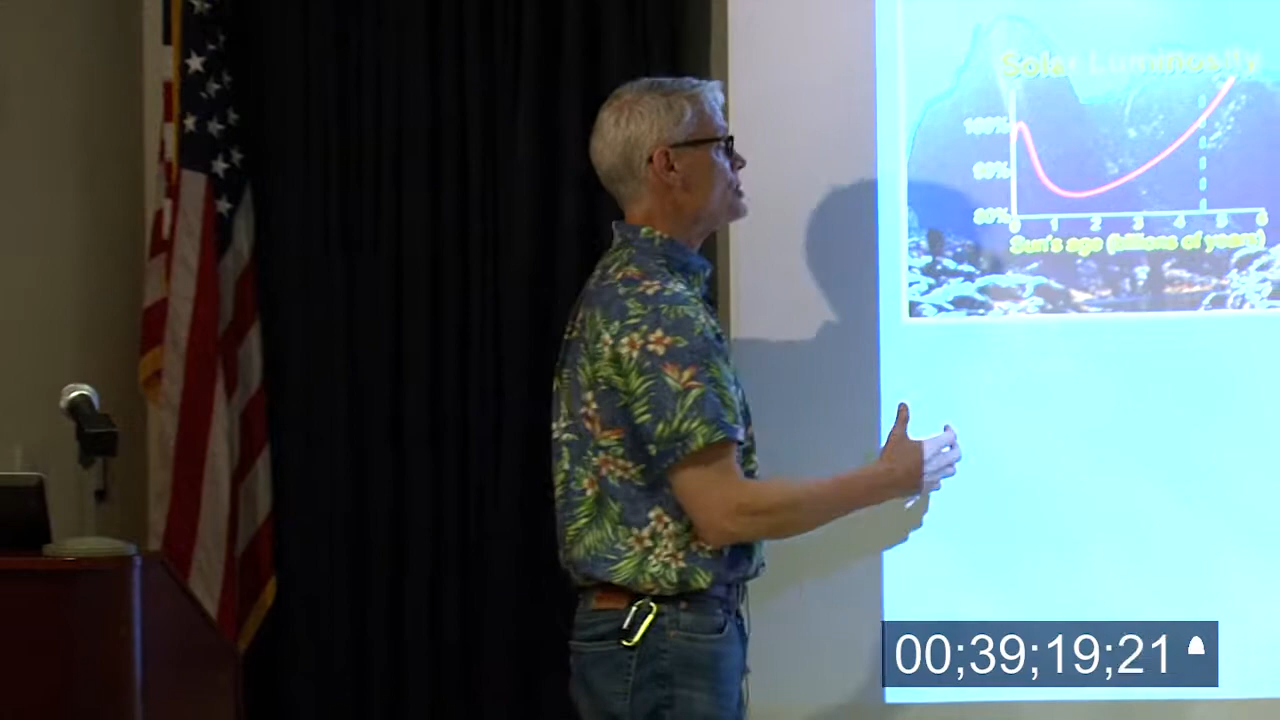 Solar Luminosity
100%
90%
80%
0 1 2 3 4 5 6
Sun's age (billions of years)
00;39;19;21